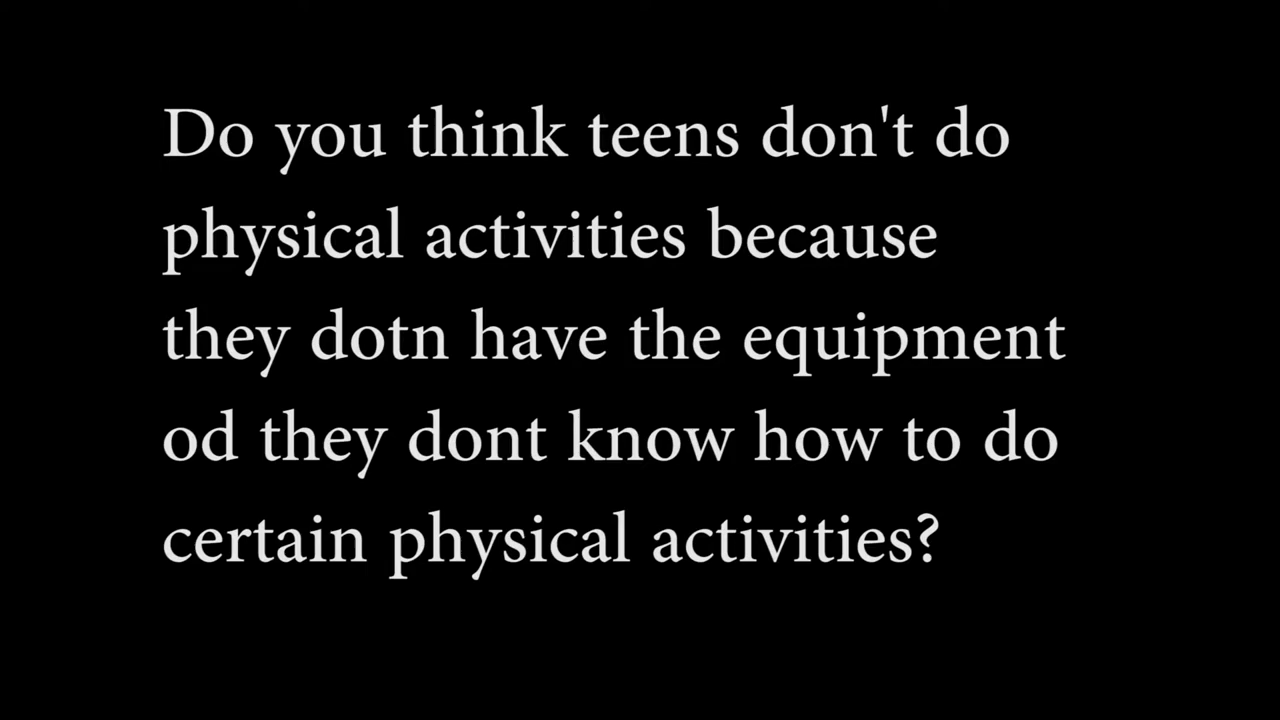 Do you think teens don't do
physical activities because
they dotn have the equipment
od they dont know how to do
certain physical activities?